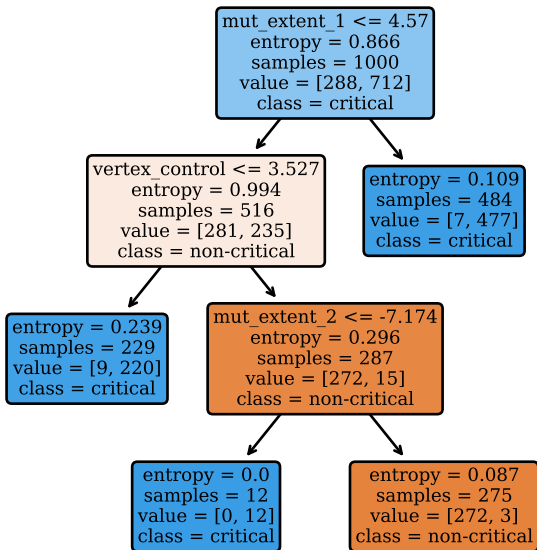 mut_extent_1 <= 4.57
entropy = 0.866
samples = 1000
value = [288, 712]
class = critical
vertex_control <= 3.527
entropy = 0.994
samples = 516
value = [281, 235]
class = non-critical
entropy = 0.109
samples = 484
value = [7, 477]
class = critical
entropy = 0.239
samples = 229
value = [9, 220]
class = critical
mut_extent_2 <= -7.174
entropy = 0.296
samples = 287
value = [272, 15]
class = non-critical
entropy = 0.0
samples = 12
value = [0, 12]
class = critical
entropy = 0.087
samples = 275
value = [272, 3]
class = non-critical